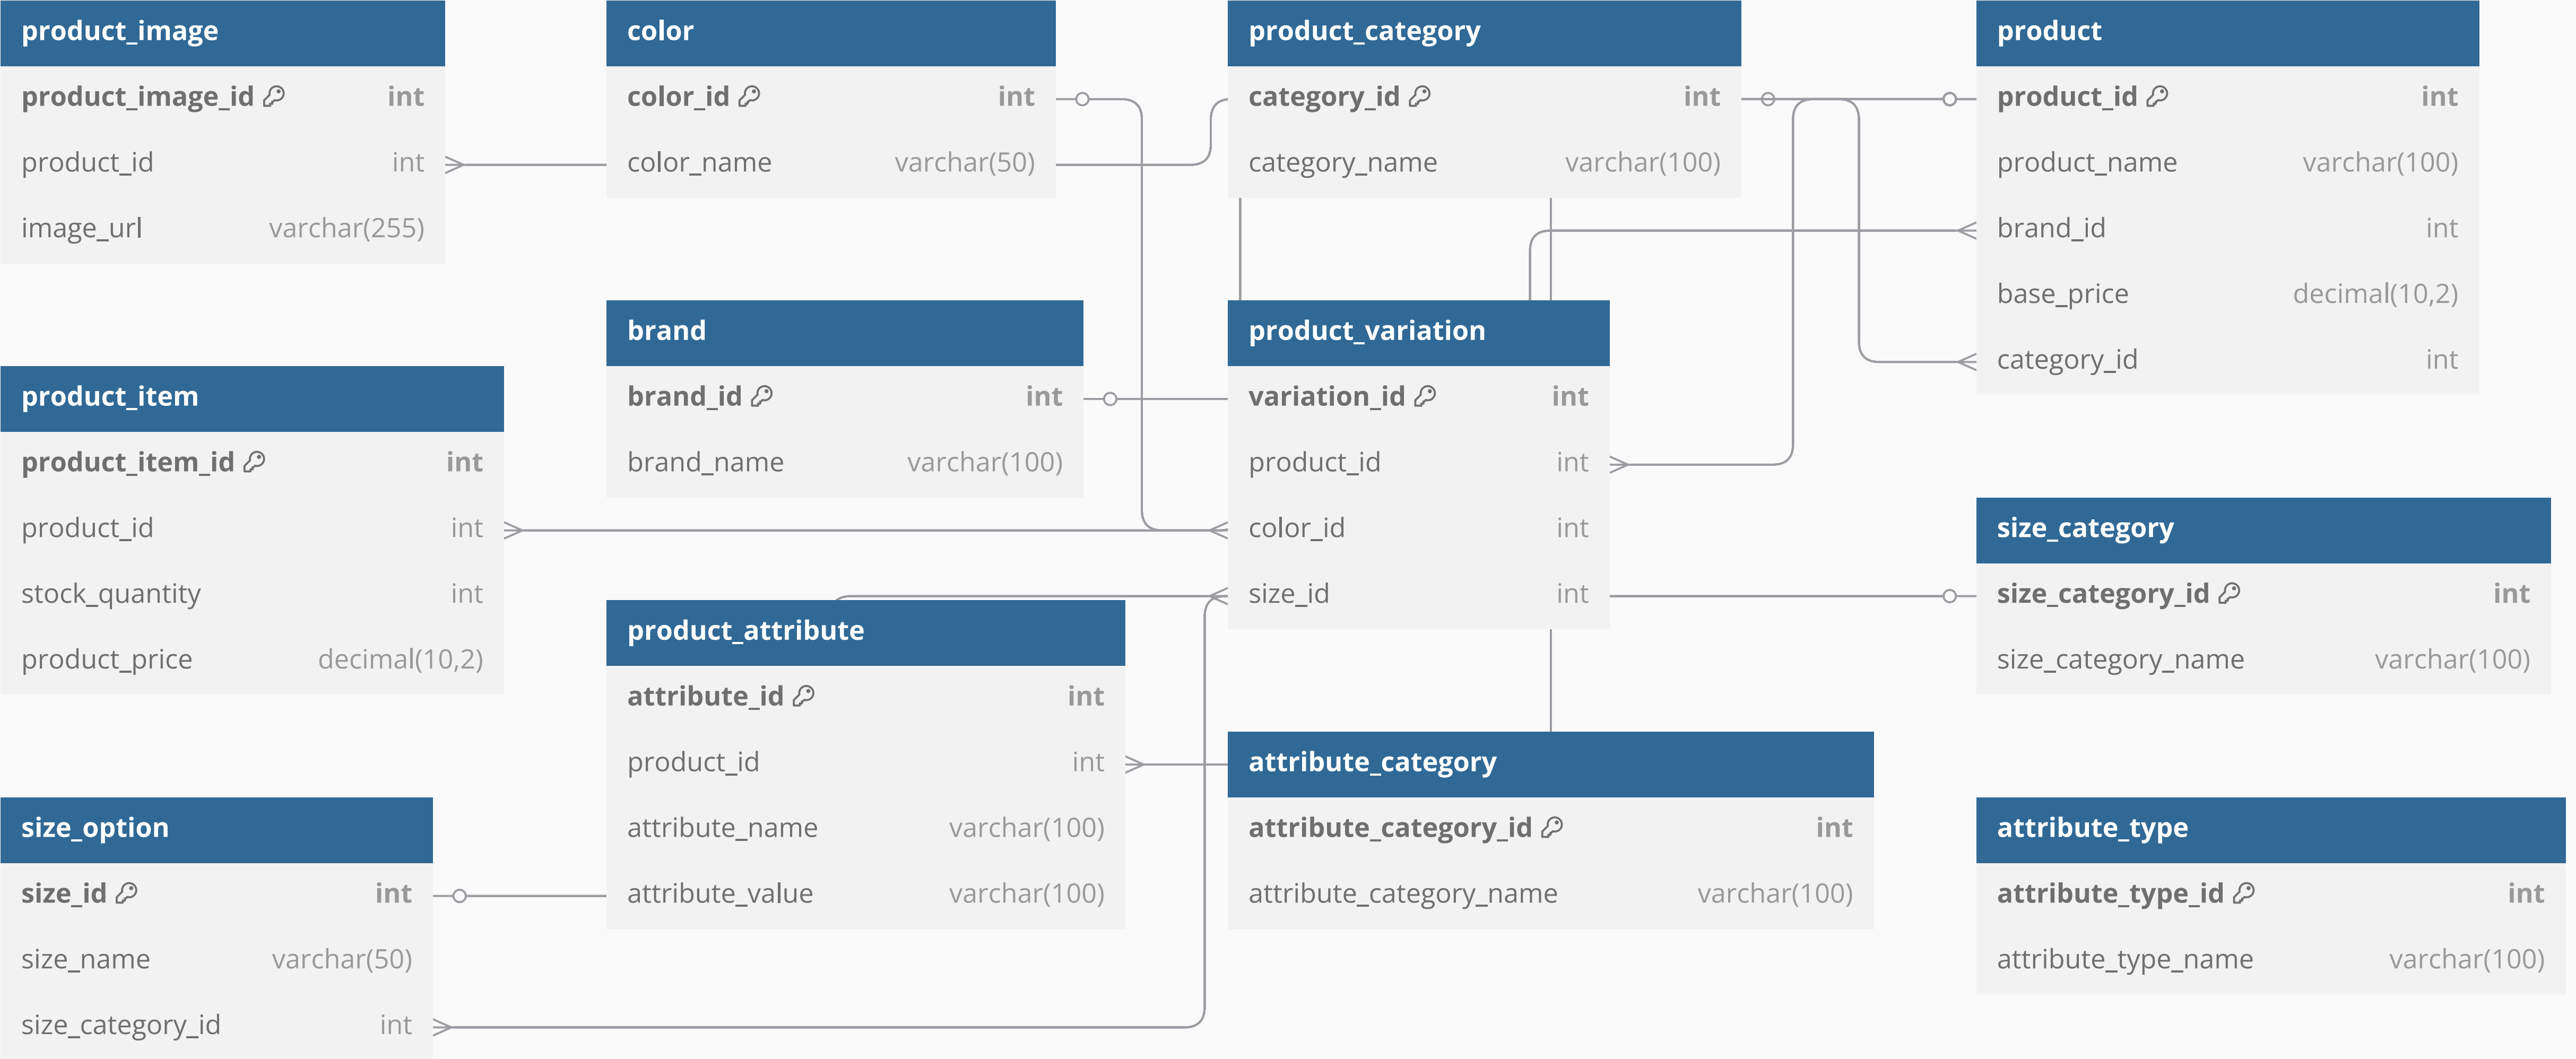 product_image
product_image_id int
product_id int
image_url varchar(255)
color
color_id int
color_name varchar(50)
product_category
category_id int
category_name varchar(100)
product
product_id int
product_name varchar(100)
brand_id int
base_price decimal(10,2)
category_id int
brand
brand_id int
brand_name varchar(100)
product_variation
variation_id int
product_id int
color_id int
size_id int
product_item
product_item_id int
product_id int
stock_quantity int
product_price decimal(10,2)
size_category
size_category_id int
size_category_name varchar(100)
product_attribute
attribute_id int
product_id int
attribute_name varchar(100)
attribute_value varchar(100)
attribute_category
attribute_category_id int
attribute_category_name varchar(100)
size_option
size_id int
size_name varchar(50)
size_category_id int
attribute_type
attribute_type_id int
attribute_type_name varchar(100)